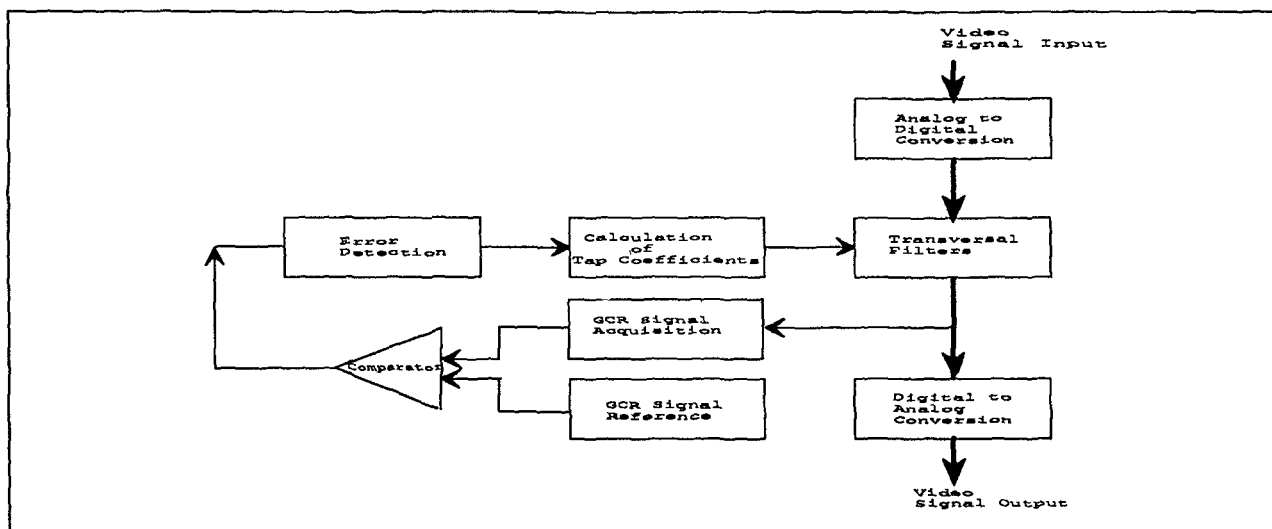 Video
Signal Input
Analog to
Digital
Conversion
Error
Detection
Calculation
of
Tap Coefficients
Transversal
Filters
GCR Signal
Acquisition
Comparator
GCR Signal
Reference
Digital to
Analog
Conversion
Video
Signal Output